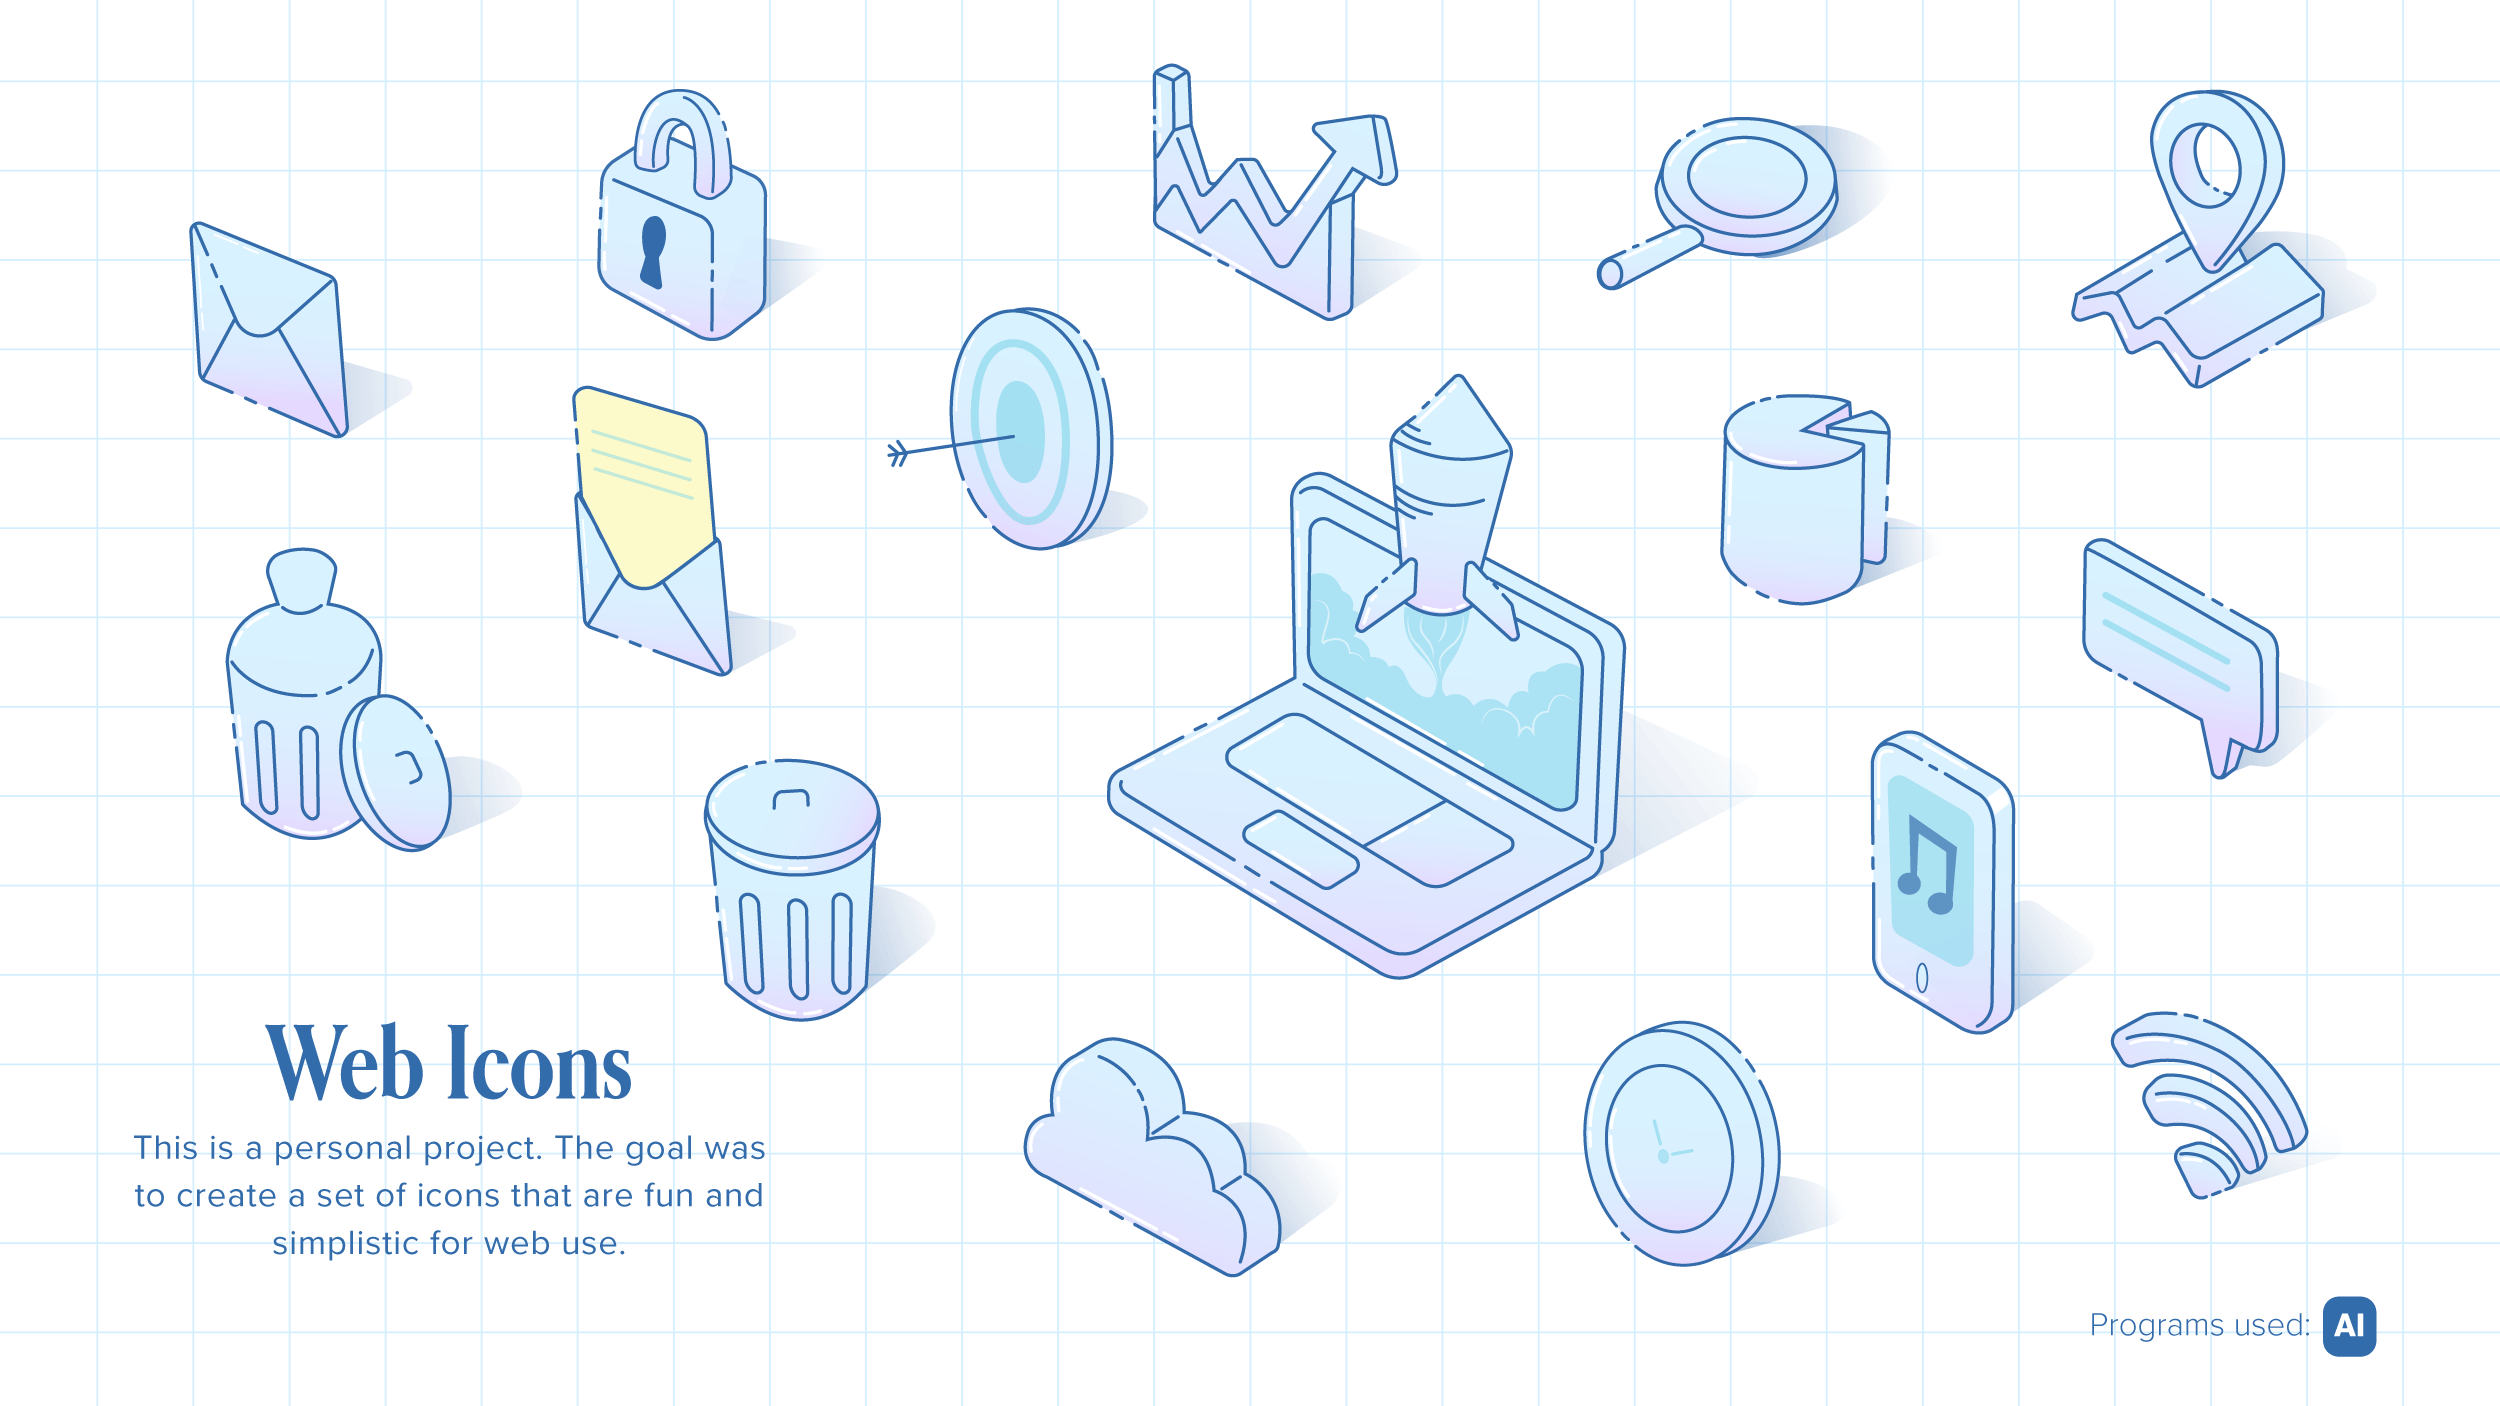 Web Icons
This is a personal project. The goal was
to create a set of icons that are fun and
simplistic for web use.
Programs used: AI